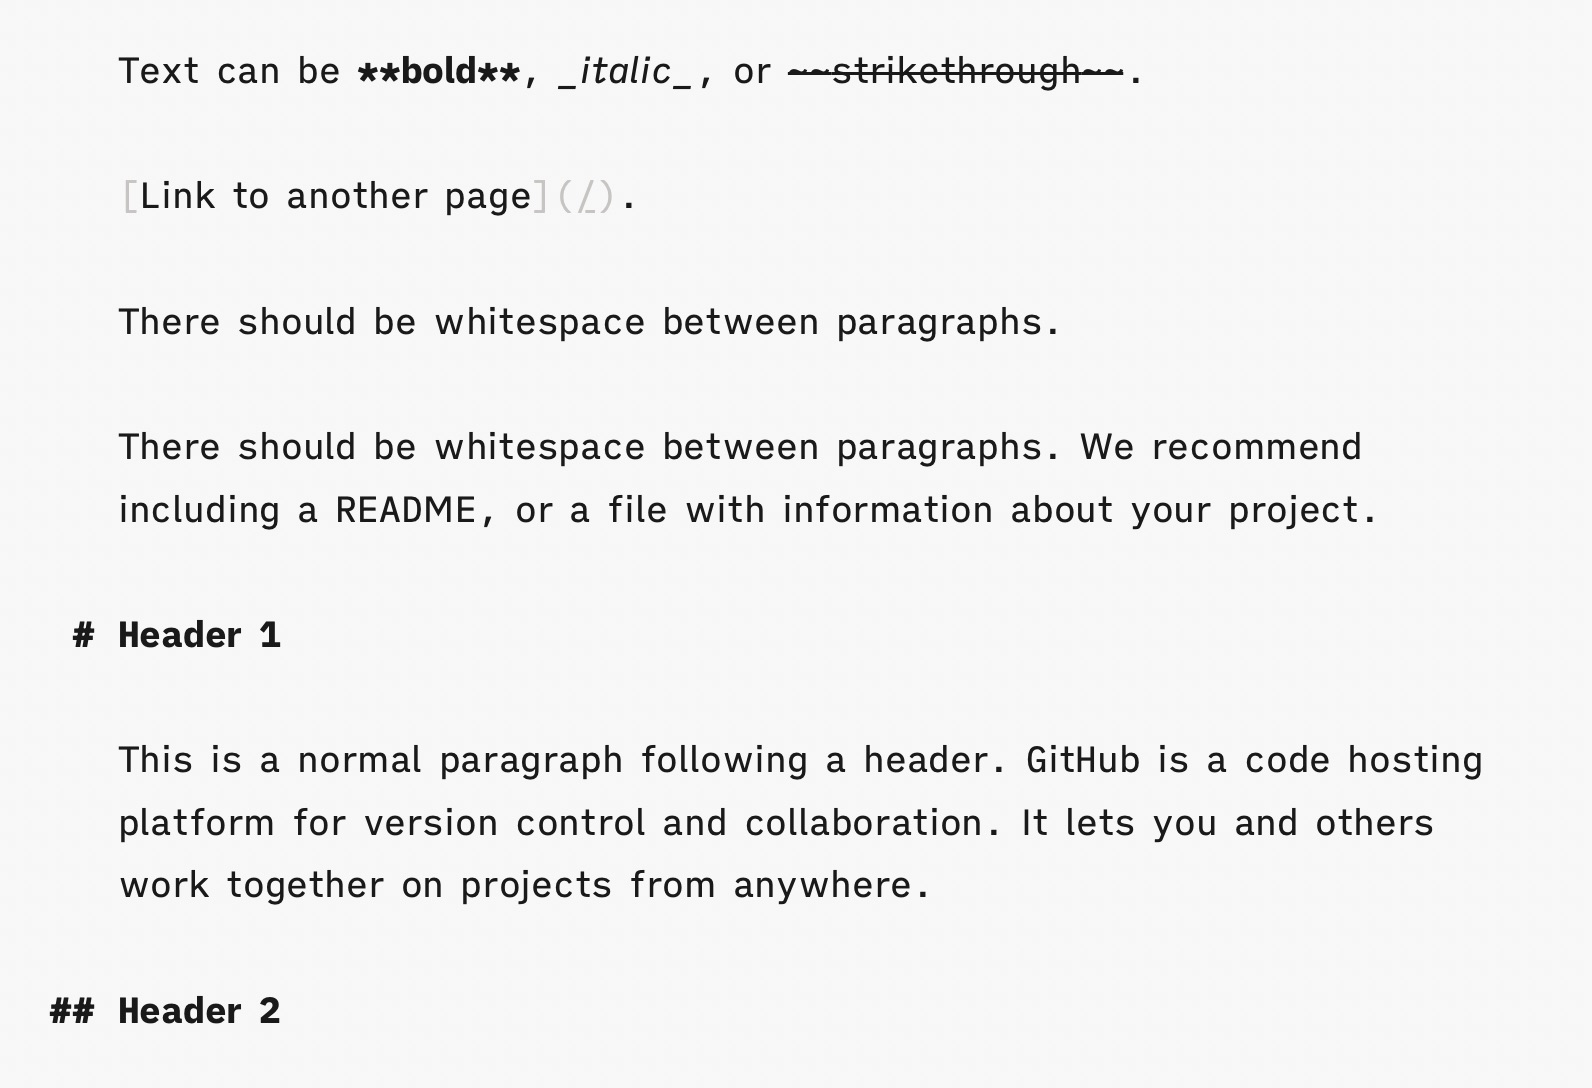 Text can be **bold**, _italic_, or ~~strikethrough~~.
[Link to another page](/).
There should be whitespace between paragraphs.
There should be whitespace between paragraphs. We recommend
including a README, or a file with information about your project.
# Header 1
This is a normal paragraph following a header. GitHub is a code hosting
platform for version control and collaboration. It lets you and others
work together on projects from anywhere.
## Header 2